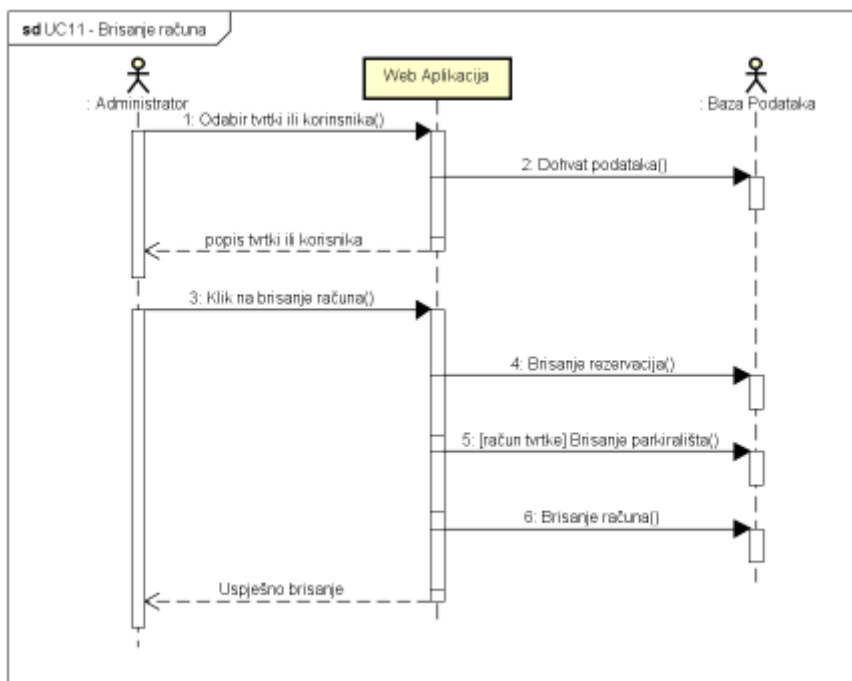 sd UC11 - Brisanje računa
Web Aplikacija
: Administrator
: Baza Podataka
1: Odabir tvrtki ili korinsnika()
2: Dohvat podataka()
popis tvrtki ili korisnika
3: Klik na brisanje računa()
4: Brisanje rezervacija()
5: [račun tvrtke] Brisanje parkirališta()
6: Brisanje računa()
Uspješno brisanje